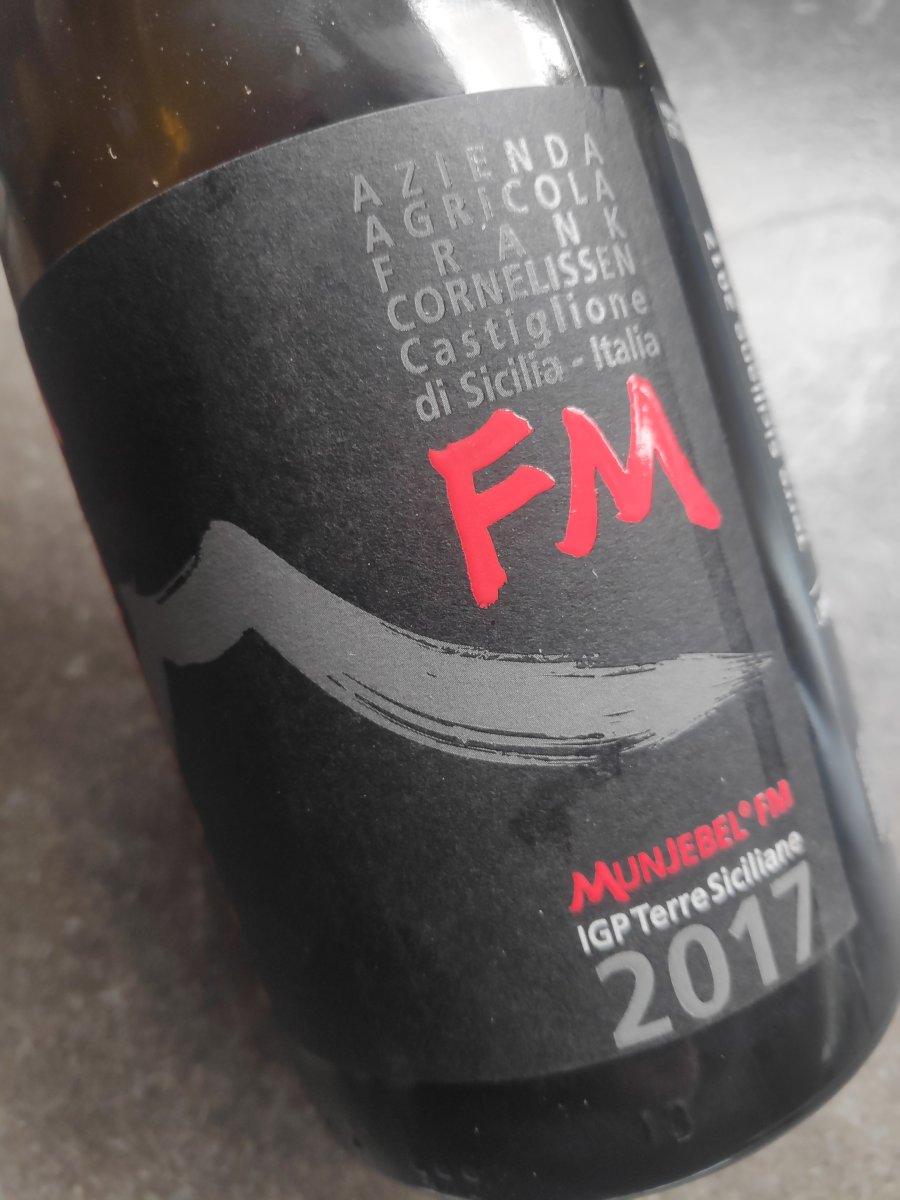 AZIENDA
AGRICOLA
FRANK
CORNELISSEN
Castiglione
di Sicilia - Italia
FM
MUNJEBEL® FM
IGP Terre Siciliane
2017